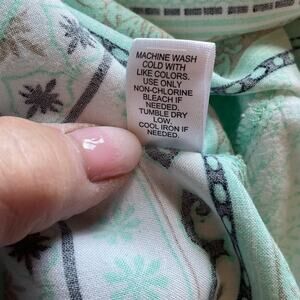 MACHINE WASH
COLD WITH
LIKE COLORS.
USE ONLY
NON-CHLORINE
BLEACH IF
NEEDED.
TUMBLE DRY
LOW.
COOL IRON IF
NEEDED.